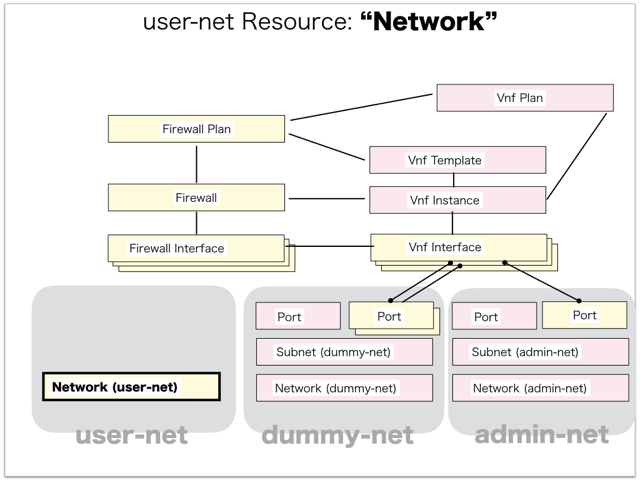 user-net Resource: “Network”
Vnf Plan
Firewall Plan
Vnf Template
Firewall
Vnf Instance
Firewall Interface
Vnf Interface
Port
Port
Port
Port
Subnet (dummy-net)
Subnet (admin-net)
Network (user-net)
Network (dummy-net)
Network (admin-net)
user-net
dummy-net
admin-net